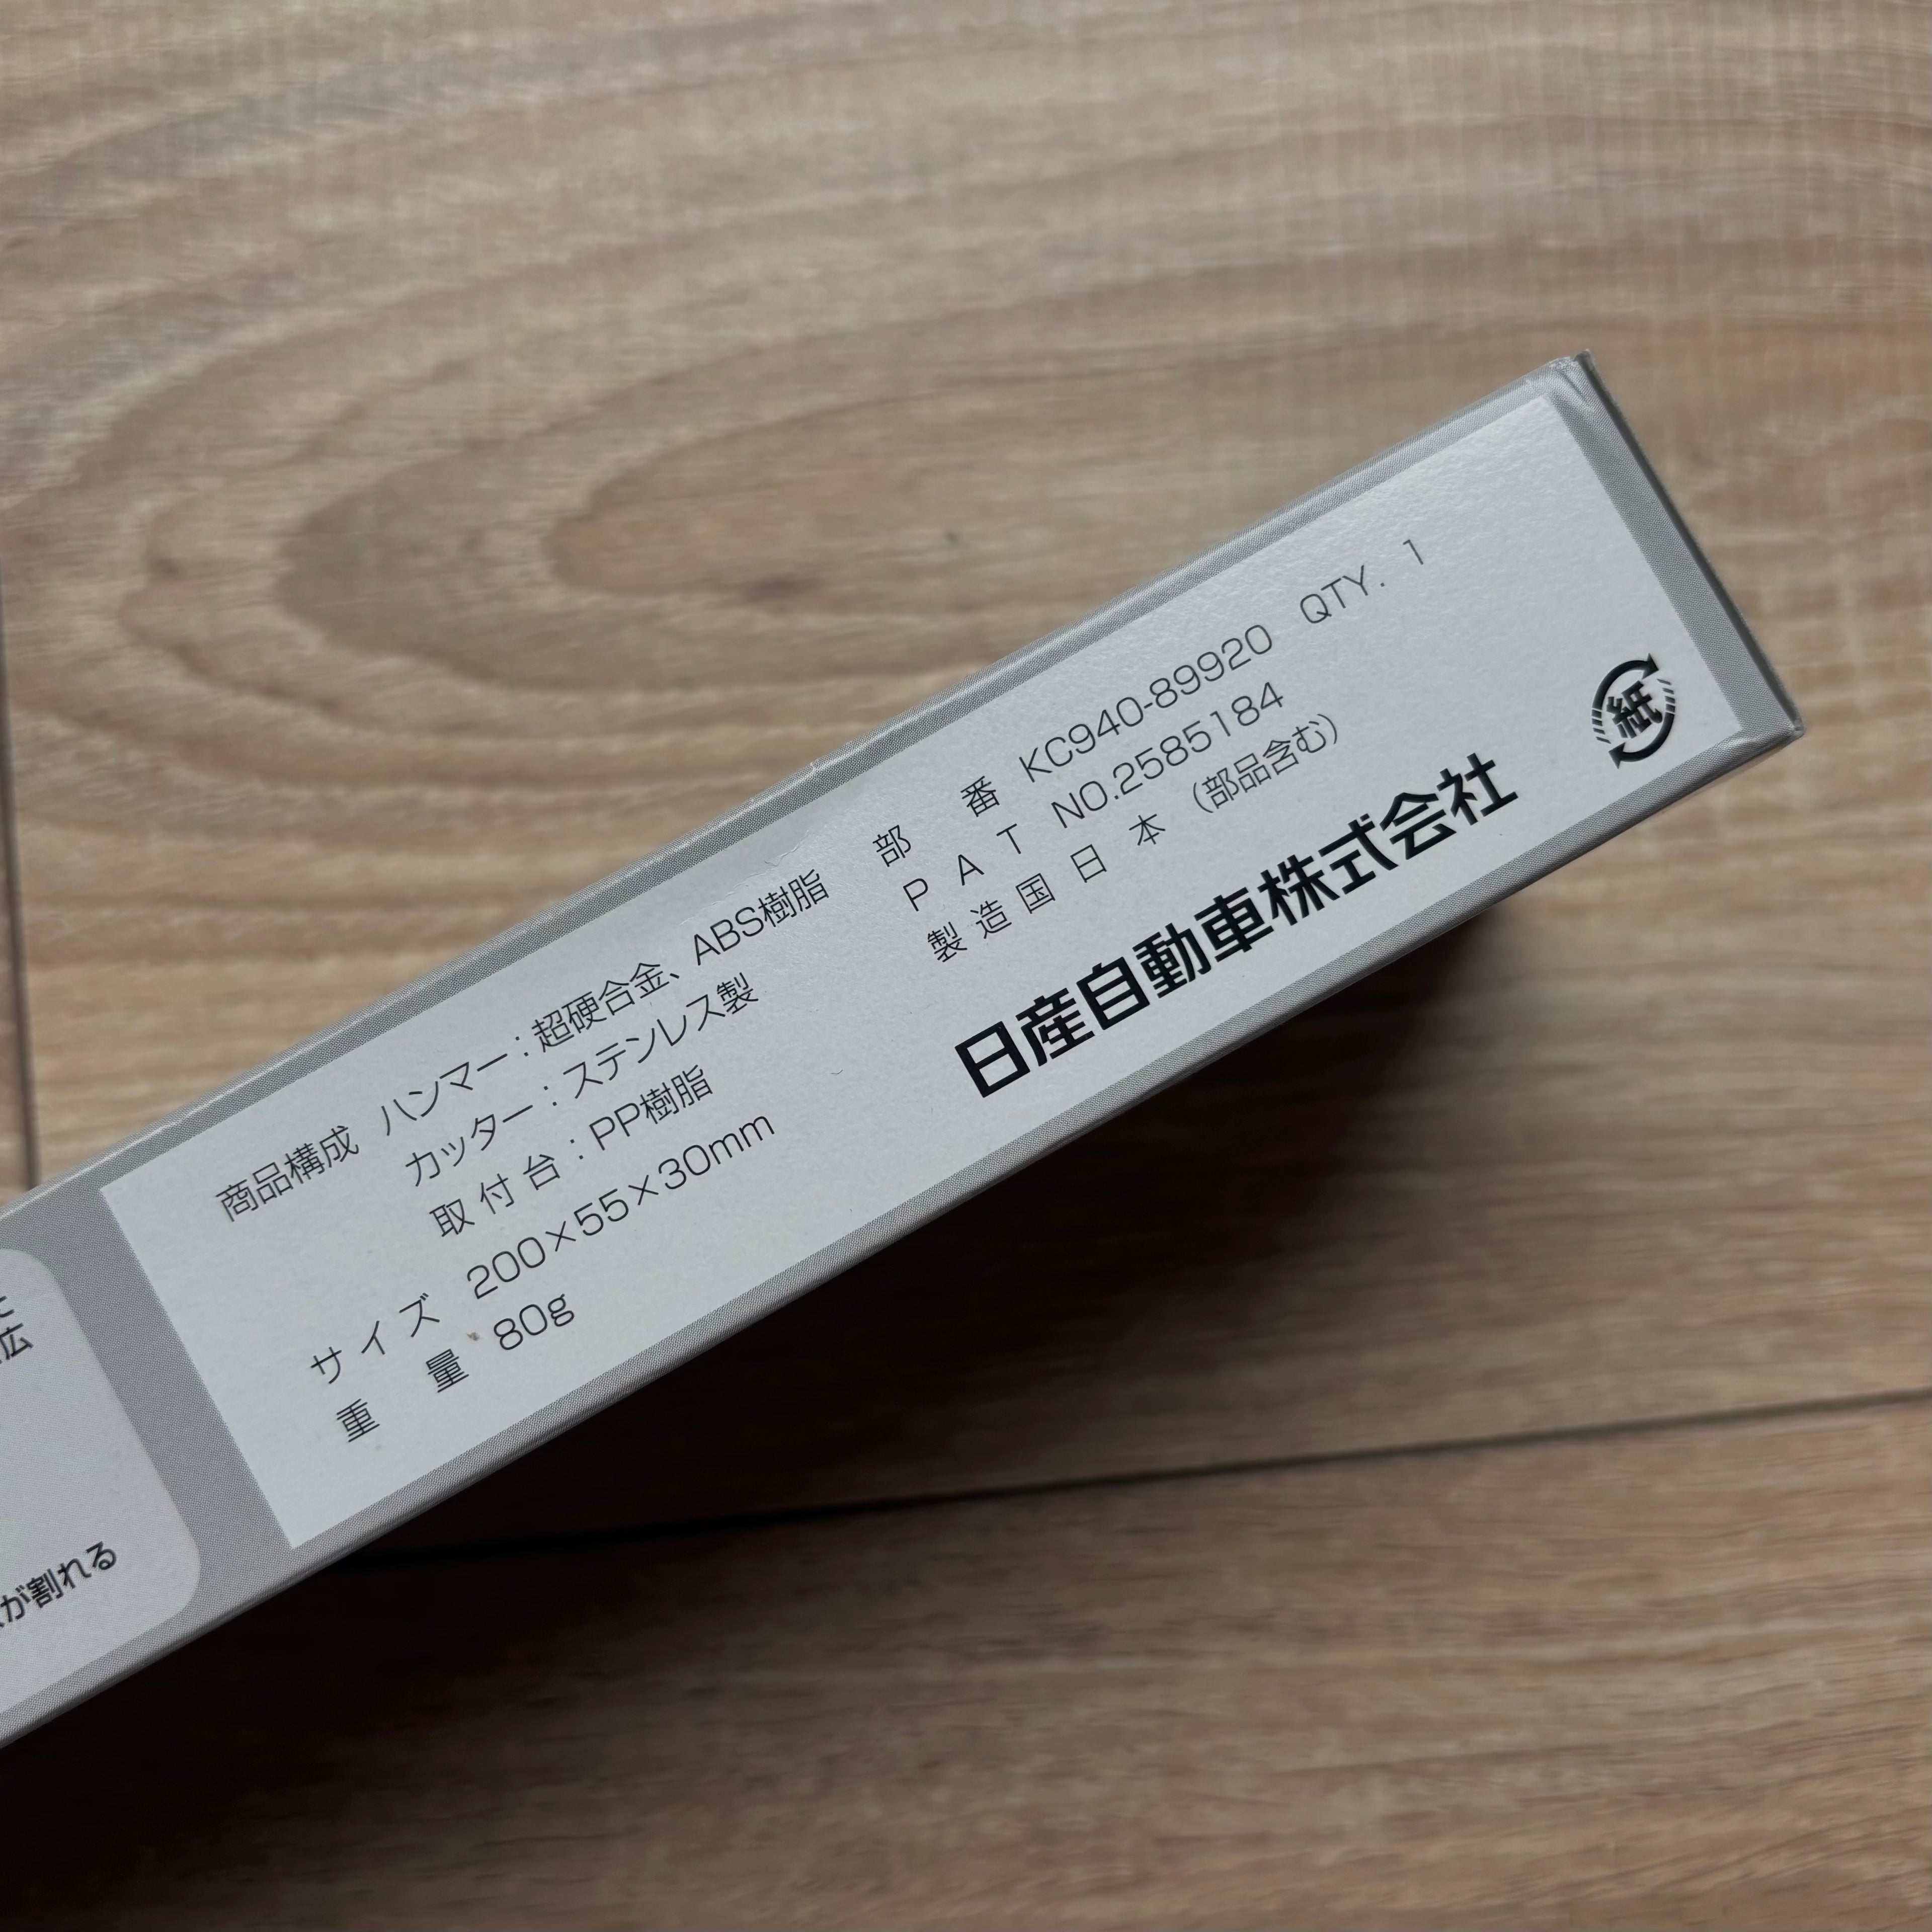 商品構成 ハンマー：超硬合金、ABS樹脂
カッター：ステンレス製
取付台：PP樹脂
サイズ 200×55×30mm
重量 80g
部番 KC940-89920 QTY. 1
PAT NO.2585184
製造国 日本（部品含む）
日産自動車株式会社
紙
広
が割れる